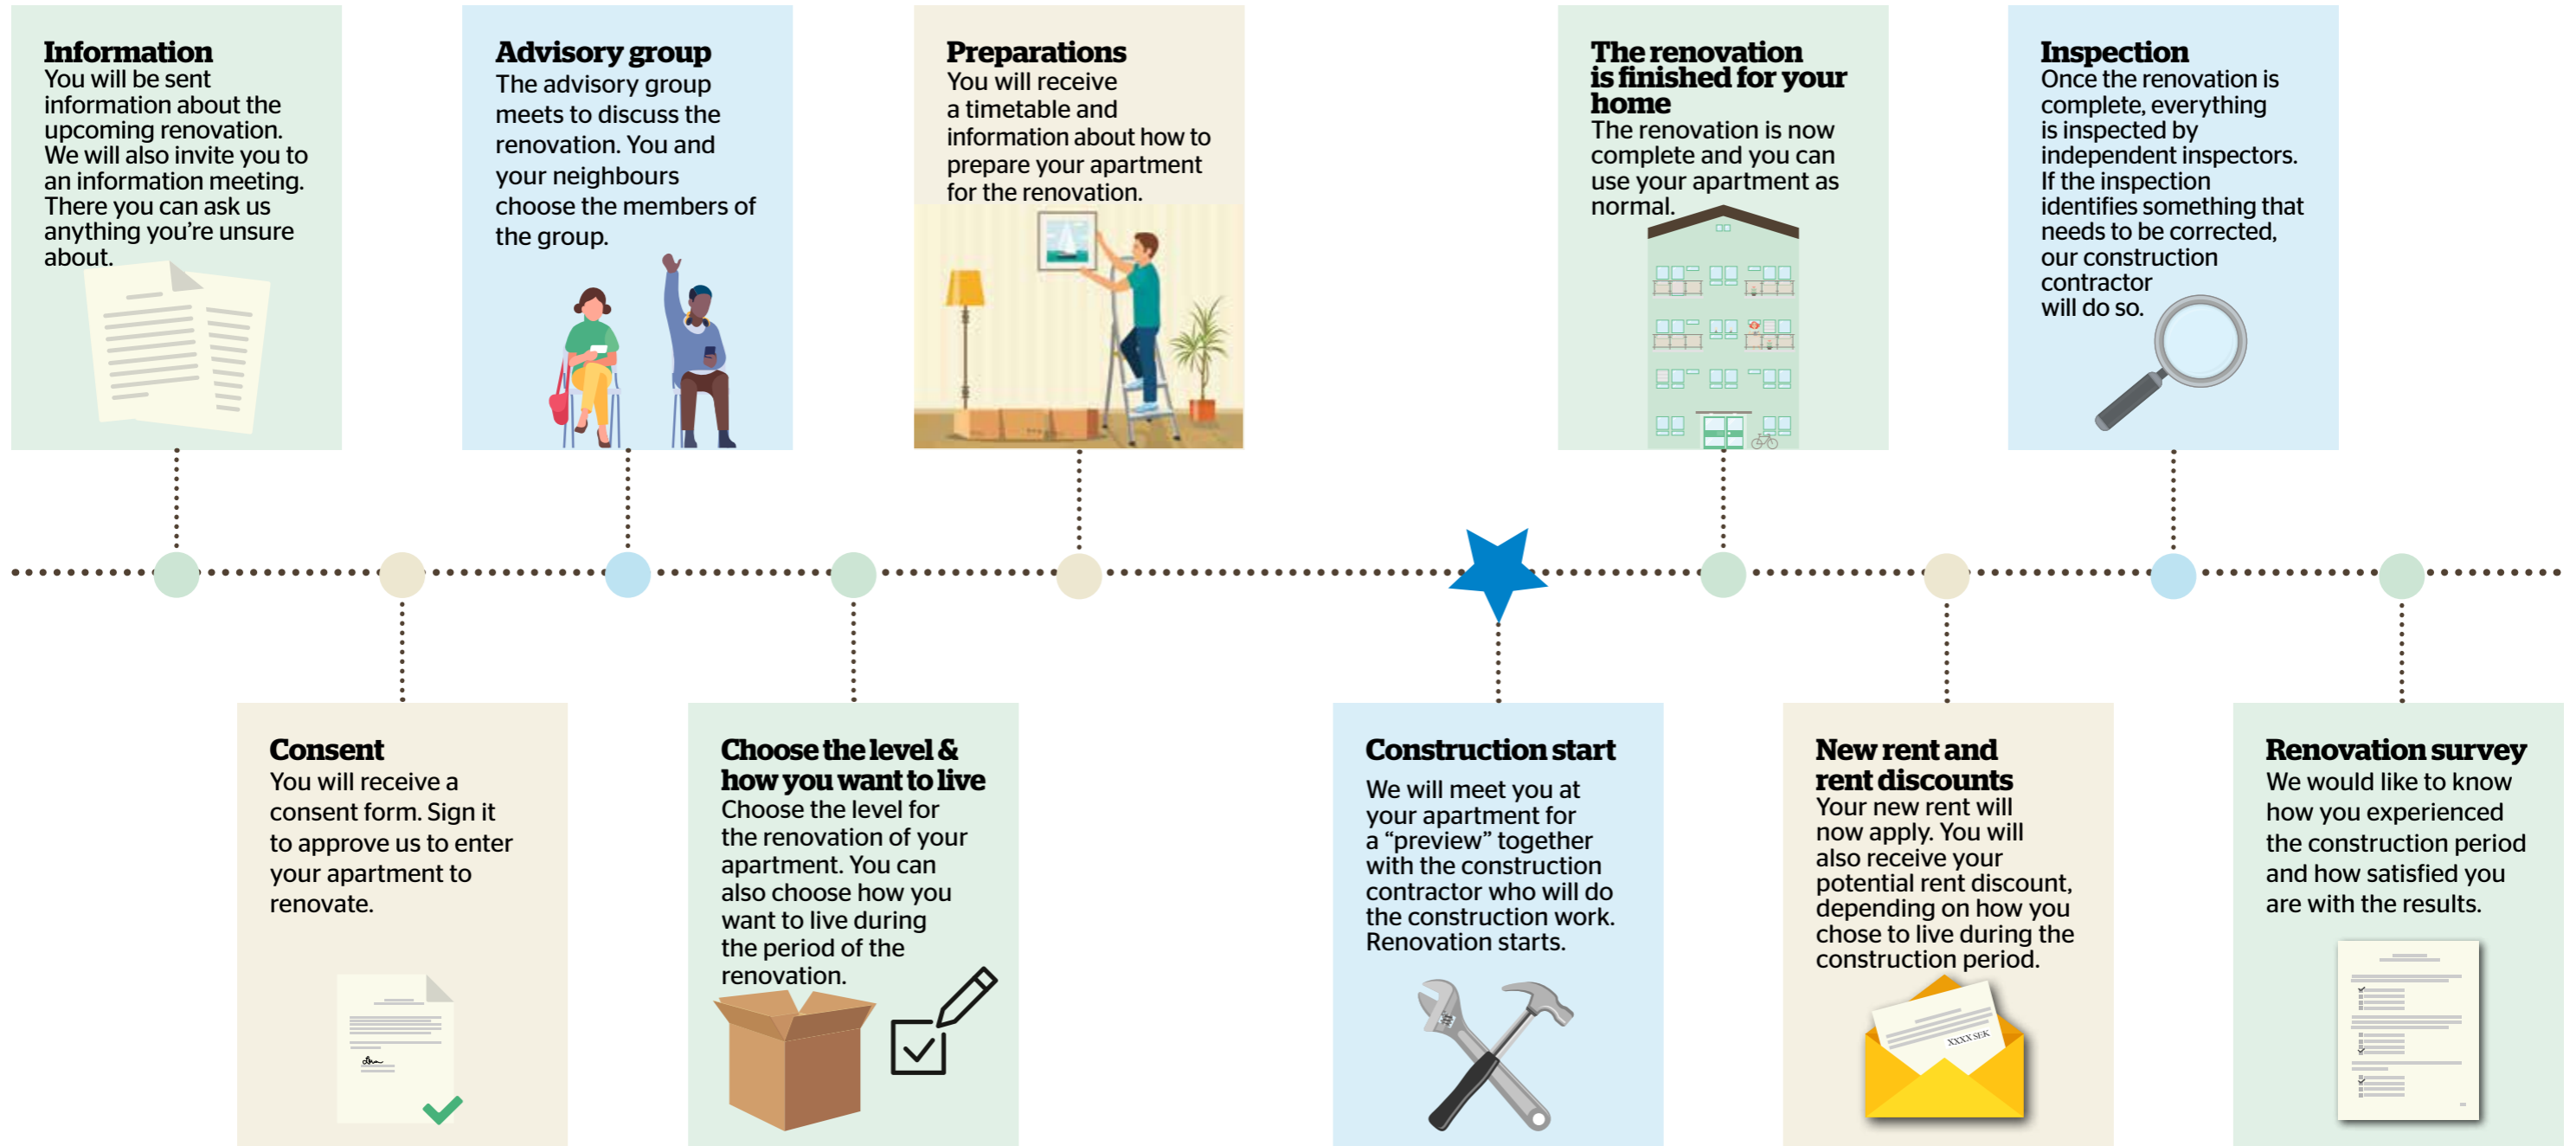 Information
You will be sent
information about the
upcoming renovation.
We will also invite you to
an information meeting.
There you can ask us
anything you’re unsure
about.
Consent
You will receive a
consent form. Sign it
to approve us to enter
your apartment to
renovate.
Advisory group
The advisory group
meets to discuss the
renovation. You and
your neighbours
choose the members of
the group.
Choose the level &
how you want to live
Choose the level for
the renovation of your
apartment. You can
also choose how you
want to live during
the period of the
renovation.
Preparations
You will receive
a timetable and
information about how to
prepare your apartment
for the renovation.
Construction start
We will meet you at
your apartment for
a “preview” together
with the construction
contractor who will do
the construction work.
Renovation starts.
The renovation
is finished for your
home
The renovation is now
complete and you can
use your apartment as
normal.
New rent and
rent discounts
Your new rent will
now apply. You will
also receive your
potential rent discount,
depending on how you
chose to live during the
construction period.
XXXX SEK
Inspection
Once the renovation is
complete, everything
is inspected by
independent inspectors.
If the inspection
identifies something that
needs to be corrected,
our construction
contractor
will do so.
Renovation survey
We would like to know
how you experienced
the construction period
and how satisfied you
are with the results.